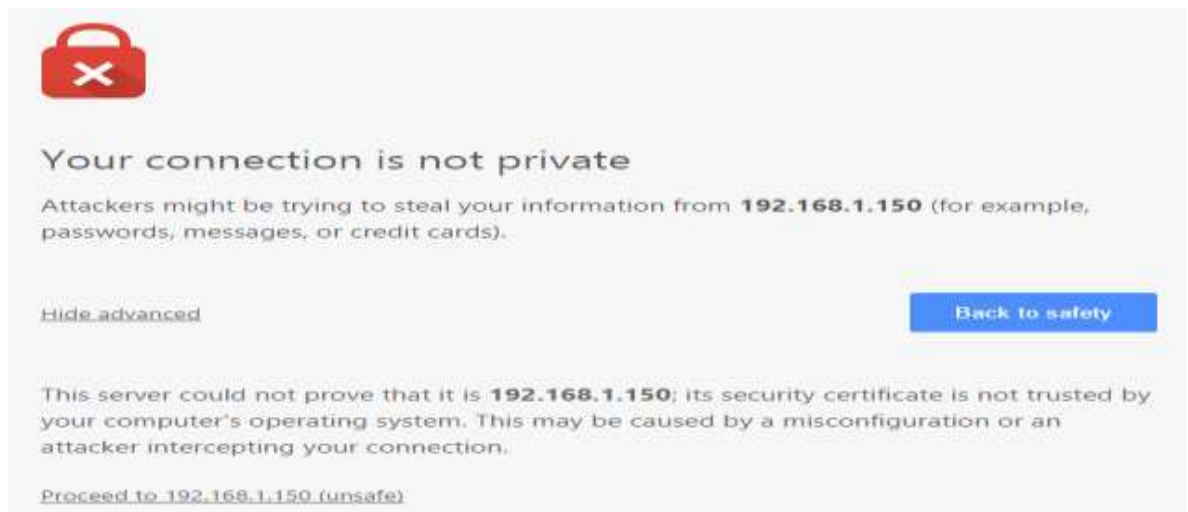 Your connection is not private
Attackers might be trying to steal your information from 192.168.1.150 (for example,
passwords, messages, or credit cards).
Hide advanced
Back to safety
This server could not prove that it is 192.168.1.150; its security certificate is not trusted by
your computer's operating system. This may be caused by a misconfiguration or an
attacker intercepting your connection.
Proceed to 192.168.1.150 (unsafe)